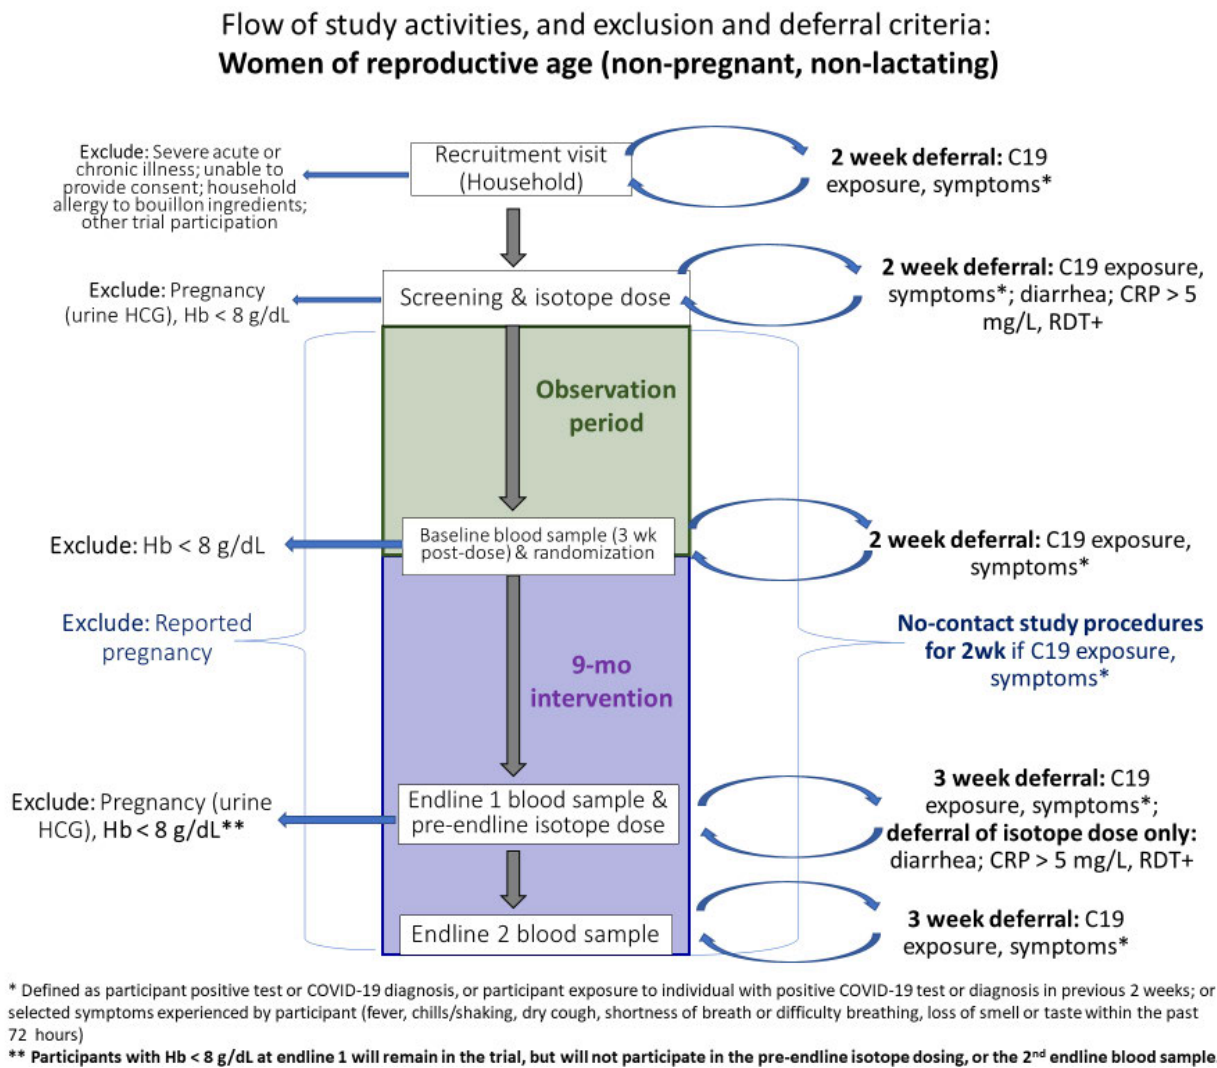 Flow of study activities, and exclusion and deferral criteria:
Women of reproductive age (non-pregnant, non-lactating)
Exclude: Severe acute or
chronic illness; unable to
provide consent; household
allergy to bouillon ingredients;
other trial participation
Recruitment visit
(Household)
2 week deferral: C19
exposure, symptoms*
Exclude: Pregnancy
(urine HCG), Hb < 8 g/dL
Screening & isotope dose
2 week deferral: C19 exposure,
symptoms*; diarrhea; CRP > 5
mg/L, RDT+
Observation
period
Exclude: Hb < 8 g/dL
Baseline blood sample (3 wk
post-dose) & randomization
2 week deferral: C19 exposure,
symptoms*
Exclude: Reported
pregnancy
9-mo
intervention
No-contact study procedures
for 2wk if C19 exposure,
symptoms*
Exclude: Pregnancy (urine
HCG), Hb < 8 g/dL**
Endline 1 blood sample &
pre-endline isotope dose
3 week deferral: C19
exposure, symptoms*;
deferral of isotope dose only:
diarrhea; CRP > 5 mg/L, RDT+
Endline 2 blood sample
3 week deferral: C19
exposure, symptoms*
* Defined as participant positive test or COVID-19 diagnosis, or participant exposure to individual with positive COVID-19 test or diagnosis in previous 2 weeks; or
selected symptoms experienced by participant (fever, chills/shaking, dry cough, shortness of breath or difficulty breathing, loss of smell or taste within the past
72 hours)
** Participants with Hb < 8 g/dL at endline 1 will remain in the trial, but will not participate in the pre-endline isotope dosing, or the 2nd endline blood sample